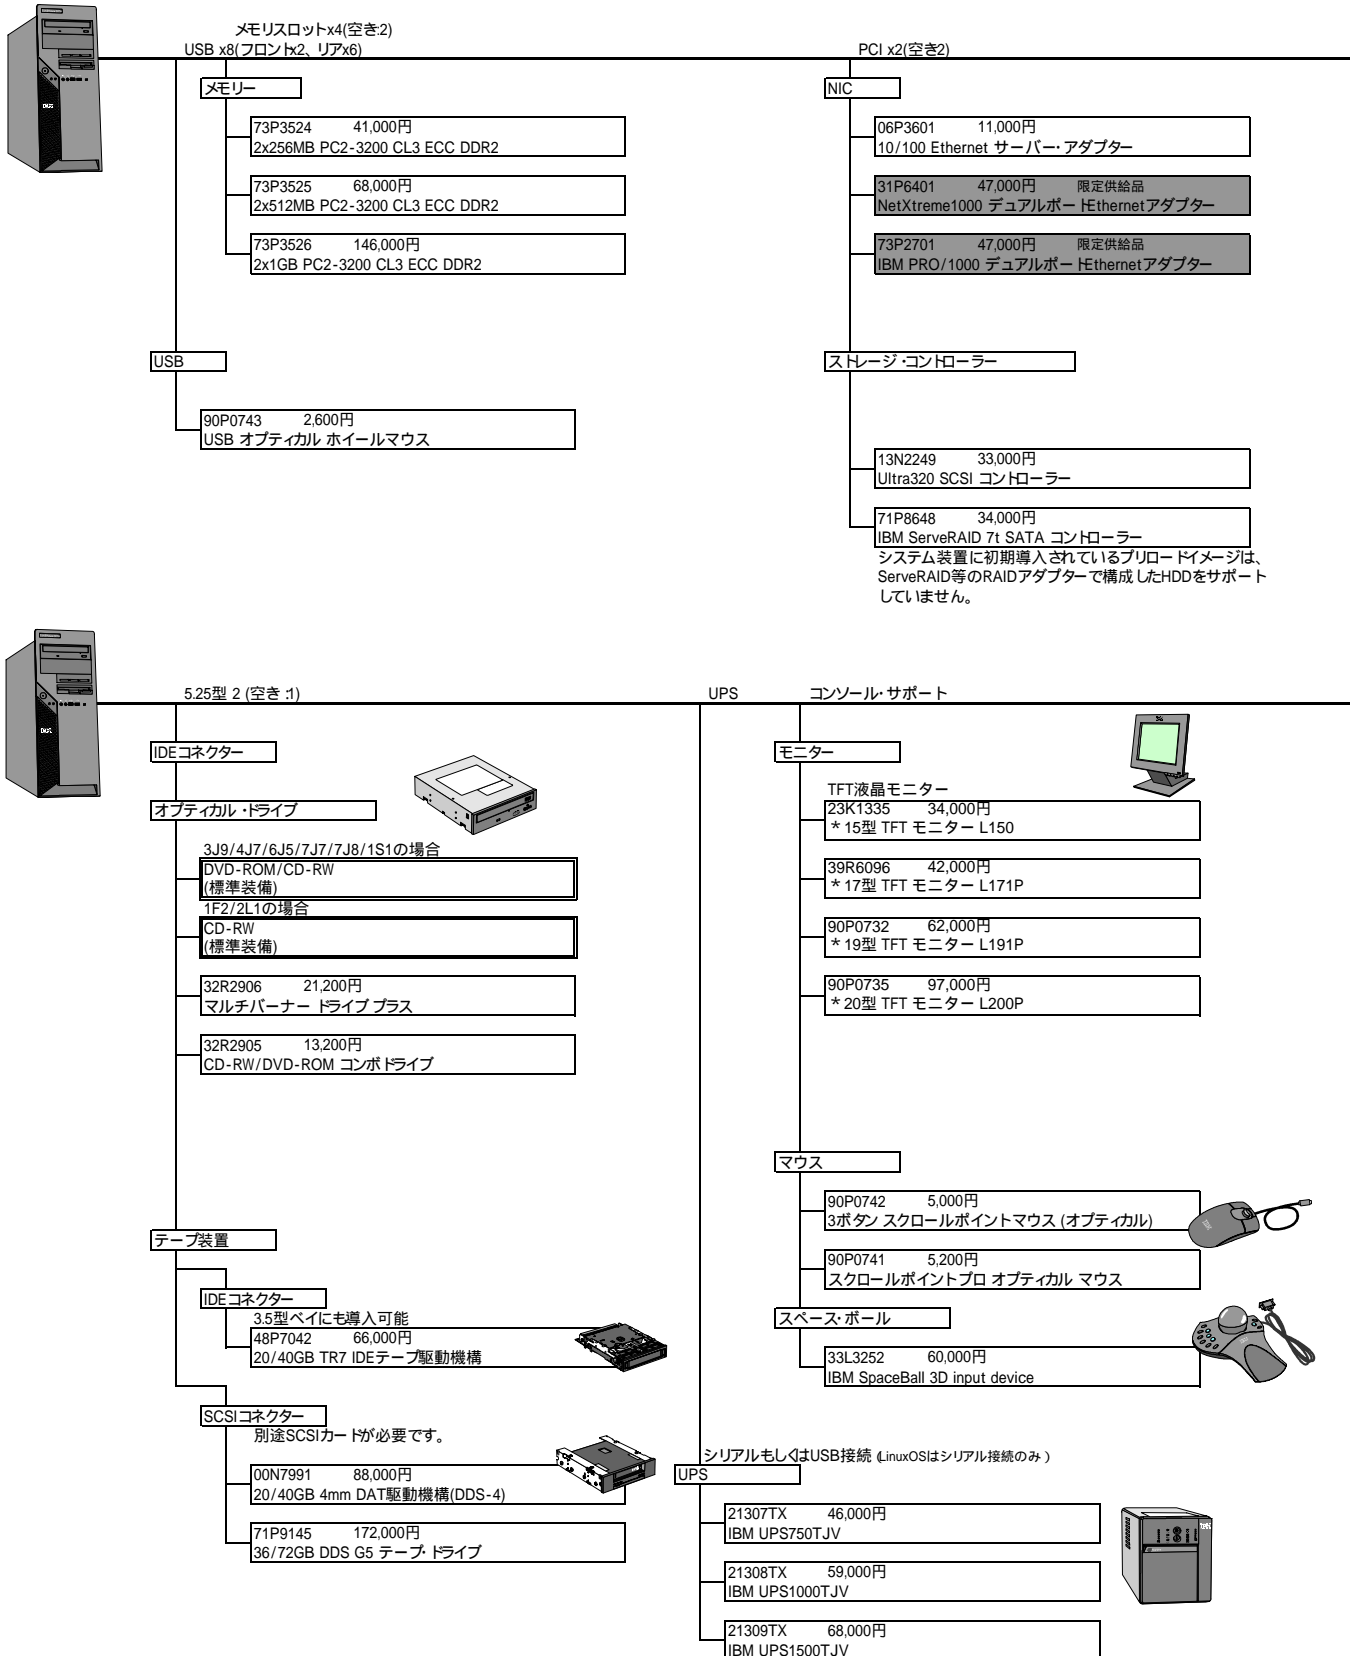 メモリスロットx4(空き:2)
USB x8(フロントx2、リアx6)
PCI x2(空き2)
メモリー
73P3524 41,000円
2x256MB PC2-3200 CL3 ECC DDR2
73P3525 68,000円
2x512MB PC2-3200 CL3 ECC DDR2
73P3526 146,000円
2x1GB PC2-3200 CL3 ECC DDR2
USB
90P0743 2,600円
USB オプティカル ホイールマウス
NIC
06P3601 11,000円
10/100 Ethernet サーバー・アダプター
31P6401 47,000円 限定供給品
NetXtreme1000 デュアルポートEthernetアダプター
73P2701 47,000円 限定供給品
IBM PRO/1000 デュアルポートEthernetアダプター
ストレージ・コントローラー
13N2249 33,000円
Ultra320 SCSI コントローラー
71P8648 34,000円
IBM ServeRAID 7t SATA コントローラー
システム装置に初期導入されているプリロードイメージは、
ServeRAID等のRAIDアダプターで構成したHDDをサポート
していません。
5.25型 2 (空き :1)
UPS
コンソール・サポート
IDEコネクター
オプティカル・ドライブ
3J9/4J7/6J5/7J7/7J8/1S1の場合
DVD-ROM/CD-RW
(標準装備)
1F2/2L1の場合
CD-RW
(標準装備)
32R2906 21,200円
マルチバーナー ドライブ プラス
32R2905 13,200円
CD-RW/DVD-ROM コンボドライブ
テープ装置
IDEコネクター
3.5型ベイにも導入可能
48P7042 66,000円
20/40GB TR7 IDEテープ駆動機構
SCSIコネクター
別途SCSIカードが必要です。
00N7991 88,000円
20/40GB 4mm DAT駆動機構(DDS-4)
71P9145 172,000円
36/72GB DDS G5 テープ・ドライブ
モニター
TFT液晶モニター
23K1335 34,000円
*15型 TFT モニター L150
39R6096 42,000円
*17型 TFT モニター L171P
90P0732 62,000円
*19型 TFT モニター L191P
90P0735 97,000円
*20型 TFT モニター L200P
マウス
90P0742 5,000円
3ボタン スクロールポイントマウス (オプティカル)
90P0741 5,200円
スクロールポイントプロ オプティカル マウス
スペース・ボール
33L3252 60,000円
IBM SpaceBall 3D input device
シリアルもしくはUSB接続 (LinuxOSはシリアル接続のみ)
UPS
21307TX 46,000円
IBM UPS750TJV
21308TX 59,000円
IBM UPS1000TJV
21309TX 68,000円
IBM UPS1500TJV